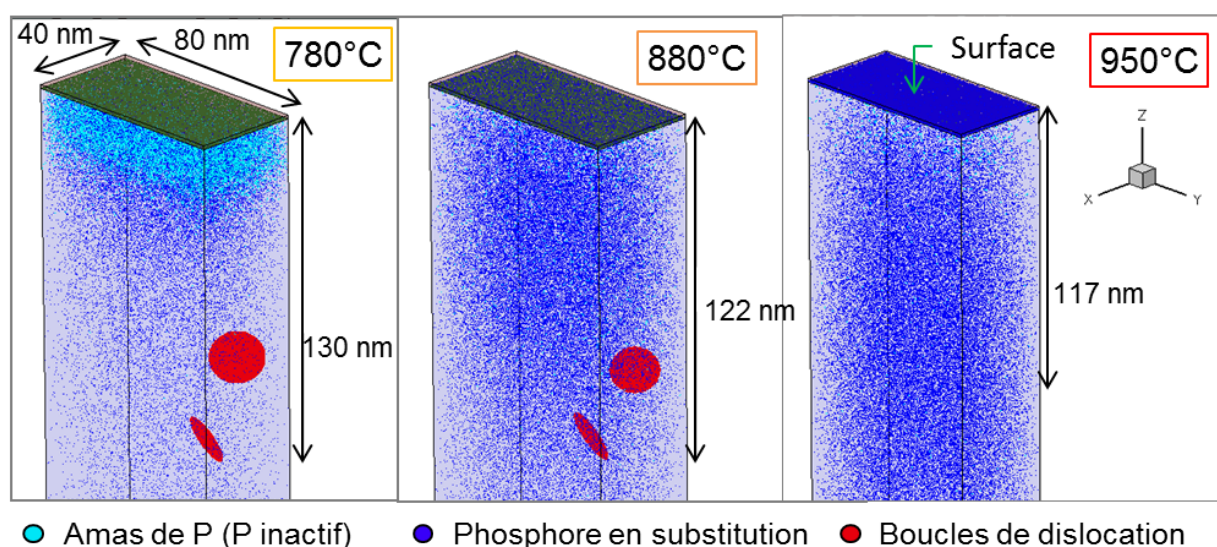 40 nm
80 nm
780°C
130 nm
880°C
122 nm
Surface
950°C
117 nm
Z
X
Y
Amas de P (P inactif)
Phosphore en substitution
Boucles de dislocation